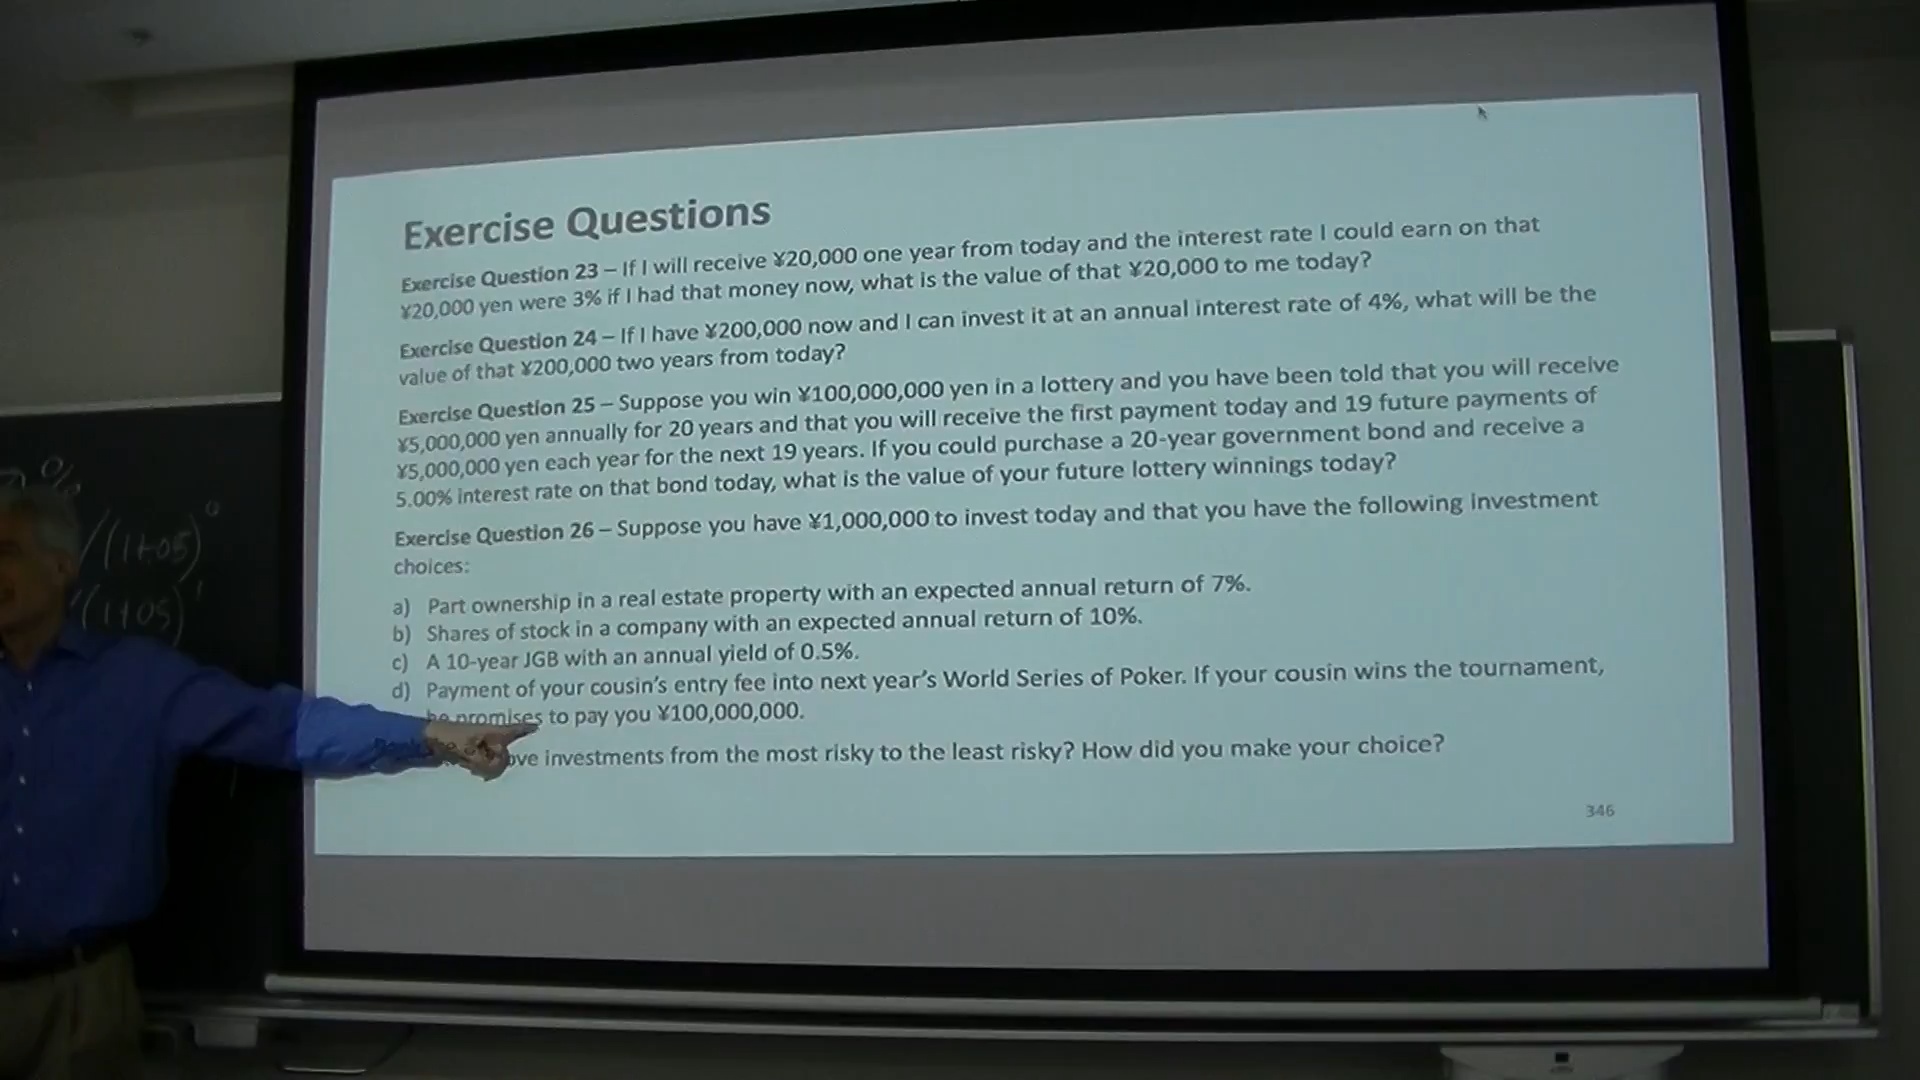 Exercise Questions
Exercise Question 23 – If I will receive ¥20,000 one year from today and the interest rate I could earn on that
¥20,000 yen were 3% if I had that money now, what is the value of that ¥20,000 to me today?
Exercise Question 24 – If I have ¥200,000 now and I can invest it at an annual interest rate of 4%, what will be the
value of that ¥200,000 two years from today?
Exercise Question 25 – Suppose you win ¥100,000,000 yen in a lottery and you have been told that you will receive
¥5,000,000 yen annually for 20 years and that you will receive the first payment today and 19 future payments of
¥5,000,000 yen each year for the next 19 years. If you could purchase a 20-year government bond and receive a
5.00% interest rate on that bond today, what is the value of your future lottery winnings today?
Exercise Question 26 – Suppose you have ¥1,000,000 to invest today and that you have the following investment
choices:
a) Part ownership in a real estate property with an expected annual return of 7%.
b) Shares of stock in a company with an expected annual return of 10%.
c) A 10-year JGB with an annual yield of 0.5%.
d) Payment of your cousin's entry fee into next year's World Series of Poker. If your cousin wins the tournament,
he promises to pay you ¥100,000,000.
investments from the most risky to the least risky? How did you make your choice?
346
%
/(1+05)⁰
(1+05)¹